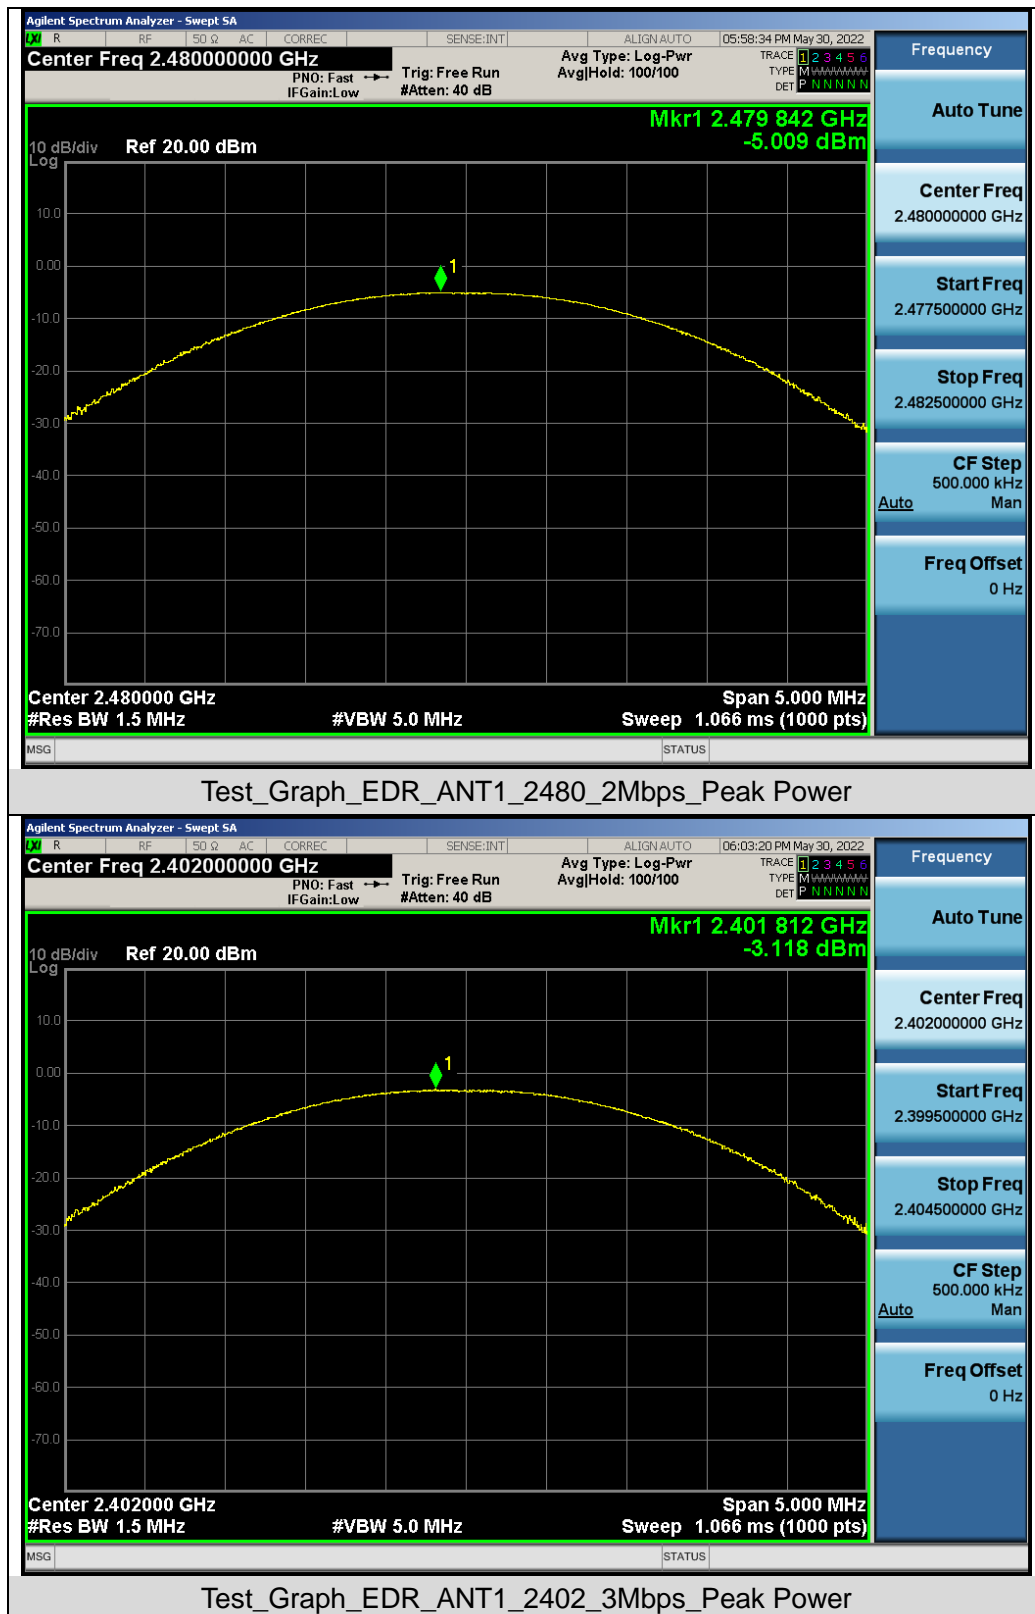 Agilent Spectrum Analyzer - Swept SA
LXI R RF 50 Ω AC CORREC SENSE:INT ALIGN AUTO 05:58:34 PM May 30, 2022
Center Freq 2.480000000 GHz
PNO: Fast
IFGain:Low
Trig: Free Run
#Atten: 40 dB
Avg Type: Log-Pwr
Avg|Hold: 100/100
TRACE 1 2 3 4 5 6
TYPE M
DET P N N N N N
Frequency
Auto Tune
Center Freq
2.480000000 GHz
Start Freq
2.477500000 GHz
Stop Freq
2.482500000 GHz
CF Step
500.000 kHz
Auto Man
Freq Offset
0 Hz
Mkr1 2.479 842 GHz
-5.009 dBm
10 dB/div Ref 20.00 dBm
Log
10.0
0.00
1
-10.0
-20.0
-30.0
-40.0
-50.0
-60.0
-70.0
Center 2.480000 GHz Span 5.000 MHz
#Res BW 1.5 MHz #VBW 5.0 MHz Sweep 1.066 ms (1000 pts)
MSG STATUS
Test_Graph_EDR_ANT1_2480_2Mbps_Peak Power
Agilent Spectrum Analyzer - Swept SA
LXI R RF 50 Ω AC CORREC SENSE:INT ALIGN AUTO 06:03:20 PM May 30, 2022
Center Freq 2.402000000 GHz
PNO: Fast
IFGain:Low
Trig: Free Run
#Atten: 40 dB
Avg Type: Log-Pwr
Avg|Hold: 100/100
TRACE 1 2 3 4 5 6
TYPE M
DET P N N N N N
Frequency
Auto Tune
Center Freq
2.402000000 GHz
Start Freq
2.399500000 GHz
Stop Freq
2.404500000 GHz
CF Step
500.000 kHz
Auto Man
Freq Offset
0 Hz
Mkr1 2.401 812 GHz
-3.118 dBm
10 dB/div Ref 20.00 dBm
Log
10.0
0.00
1
-10.0
-20.0
-30.0
-40.0
-50.0
-60.0
-70.0
Center 2.402000 GHz Span 5.000 MHz
#Res BW 1.5 MHz #VBW 5.0 MHz Sweep 1.066 ms (1000 pts)
MSG STATUS
Test_Graph_EDR_ANT1_2402_3Mbps_Peak Power